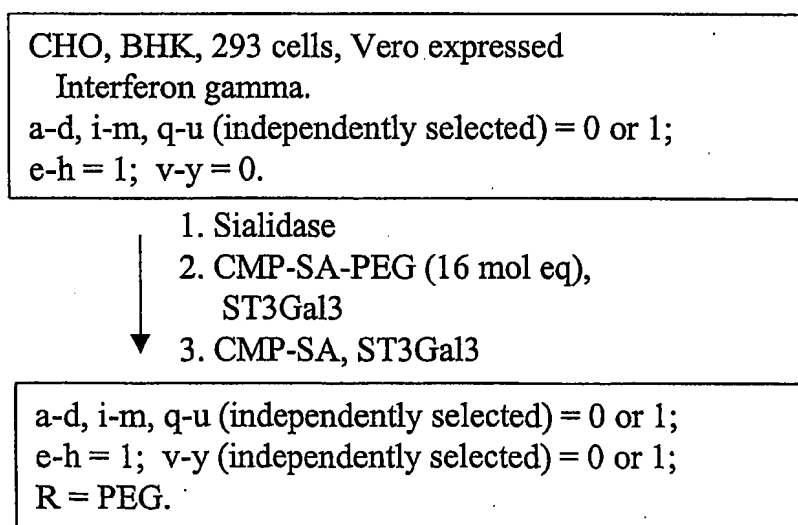 CHO, BHK, 293 cells, Vero expressed
Interferon gamma.
a-d, i-m, q-u (independently selected) = 0 or 1;
e-h = 1; v-y = 0.
1. Sialidase
2. CMP-SA-PEG (16 mol eq),
ST3Gal3
3. CMP-SA, ST3Gal3
a-d, i-m, q-u (independently selected) = 0 or 1;
e-h = 1; v-y (independently selected) = 0 or 1;
R = PEG.